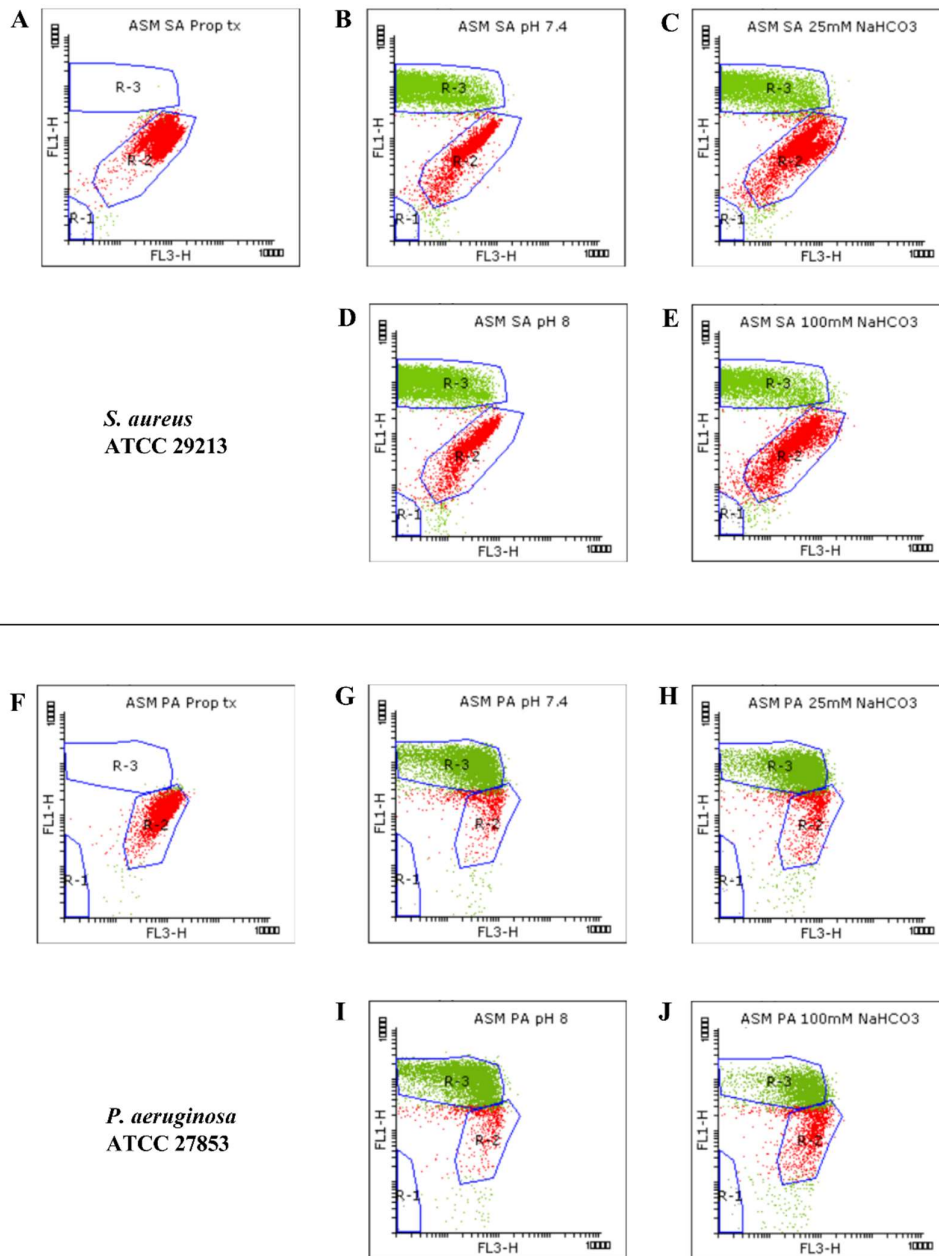 A
ASM SA Prop tx
R-3
R-2
R-1
FL1-H
FL3-H
B
ASM SA pH 7.4
R-3
R-2
R-1
FL1-H
FL3-H
C
ASM SA 25mM NaHCO3
R-3
R-2
R-1
FL1-H
FL3-H
S. aureus
ATCC 29213
D
ASM SA pH 8
R-3
R-2
R-1
FL1-H
FL3-H
E
ASM SA 100mM NaHCO3
R-3
R-2
R-1
FL1-H
FL3-H
F
ASM PA Prop tx
R-3
R-2
R-1
FL1-H
FL3-H
G
ASM PA pH 7.4
R-3
R-2
R-1
FL1-H
FL3-H
H
ASM PA 25mM NaHCO3
R-3
R-2
R-1
FL1-H
FL3-H
P. aeruginosa
ATCC 27853
I
ASM PA pH 8
R-3
R-2
R-1
FL1-H
FL3-H
J
ASM PA 100mM NaHCO3
R-3
R-2
R-1
FL1-H
FL3-H